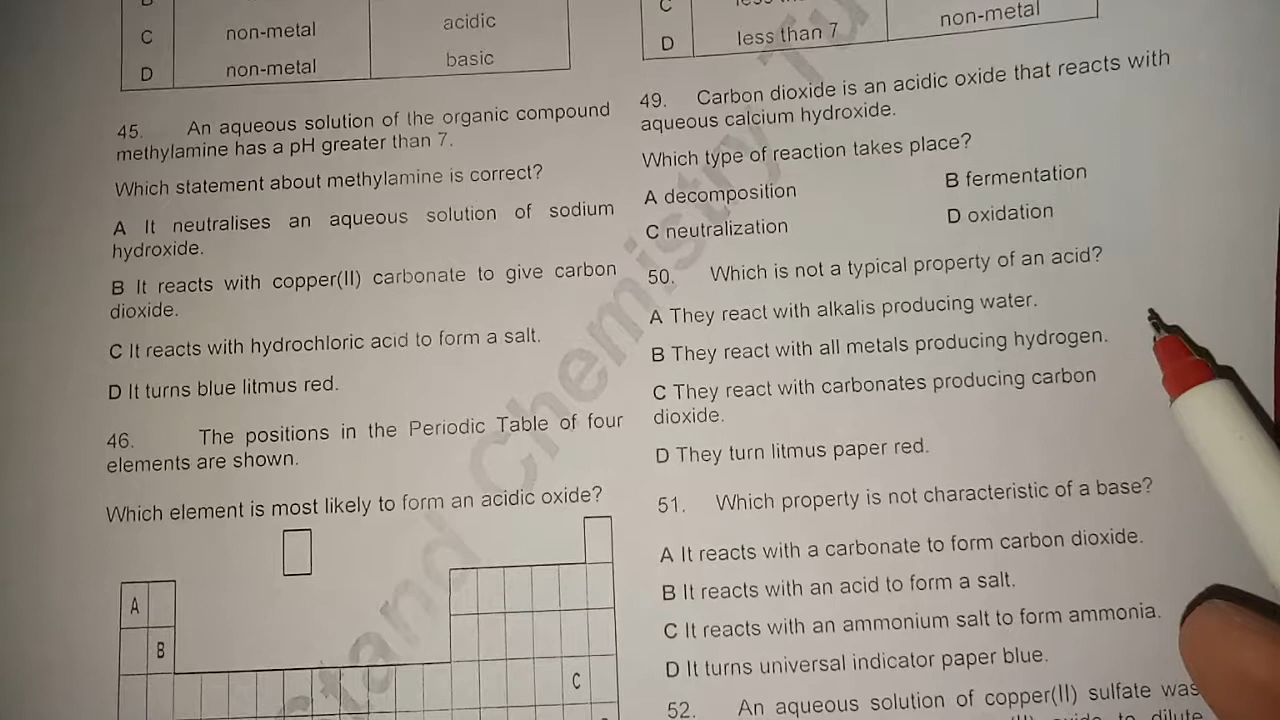 C non-metal acidic
D non-metal basic
45. An aqueous solution of the organic compound
methylamine has a pH greater than 7.
Which statement about methylamine is correct?
A It neutralises an aqueous solution of sodium
hydroxide.
B It reacts with copper(II) carbonate to give carbon
dioxide.
C It reacts with hydrochloric acid to form a salt.
D It turns blue litmus red.
46. The positions in the Periodic Table of four
elements are shown.
Which element is most likely to form an acidic oxide?
A
B
C
C
non-metal
D less than 7
49. Carbon dioxide is an acidic oxide that reacts with
aqueous calcium hydroxide.
Which type of reaction takes place?
A decomposition B fermentation
C neutralization D oxidation
50. Which is not a typical property of an acid?
A They react with alkalis producing water.
B They react with all metals producing hydrogen.
C They react with carbonates producing carbon
dioxide.
D They turn litmus paper red.
51. Which property is not characteristic of a base?
A It reacts with a carbonate to form carbon dioxide.
B It reacts with an acid to form a salt.
C It reacts with an ammonium salt to form ammonia.
D It turns universal indicator paper blue.
52. An aqueous solution of copper(II) sulfate was
to dilute
Chemistry